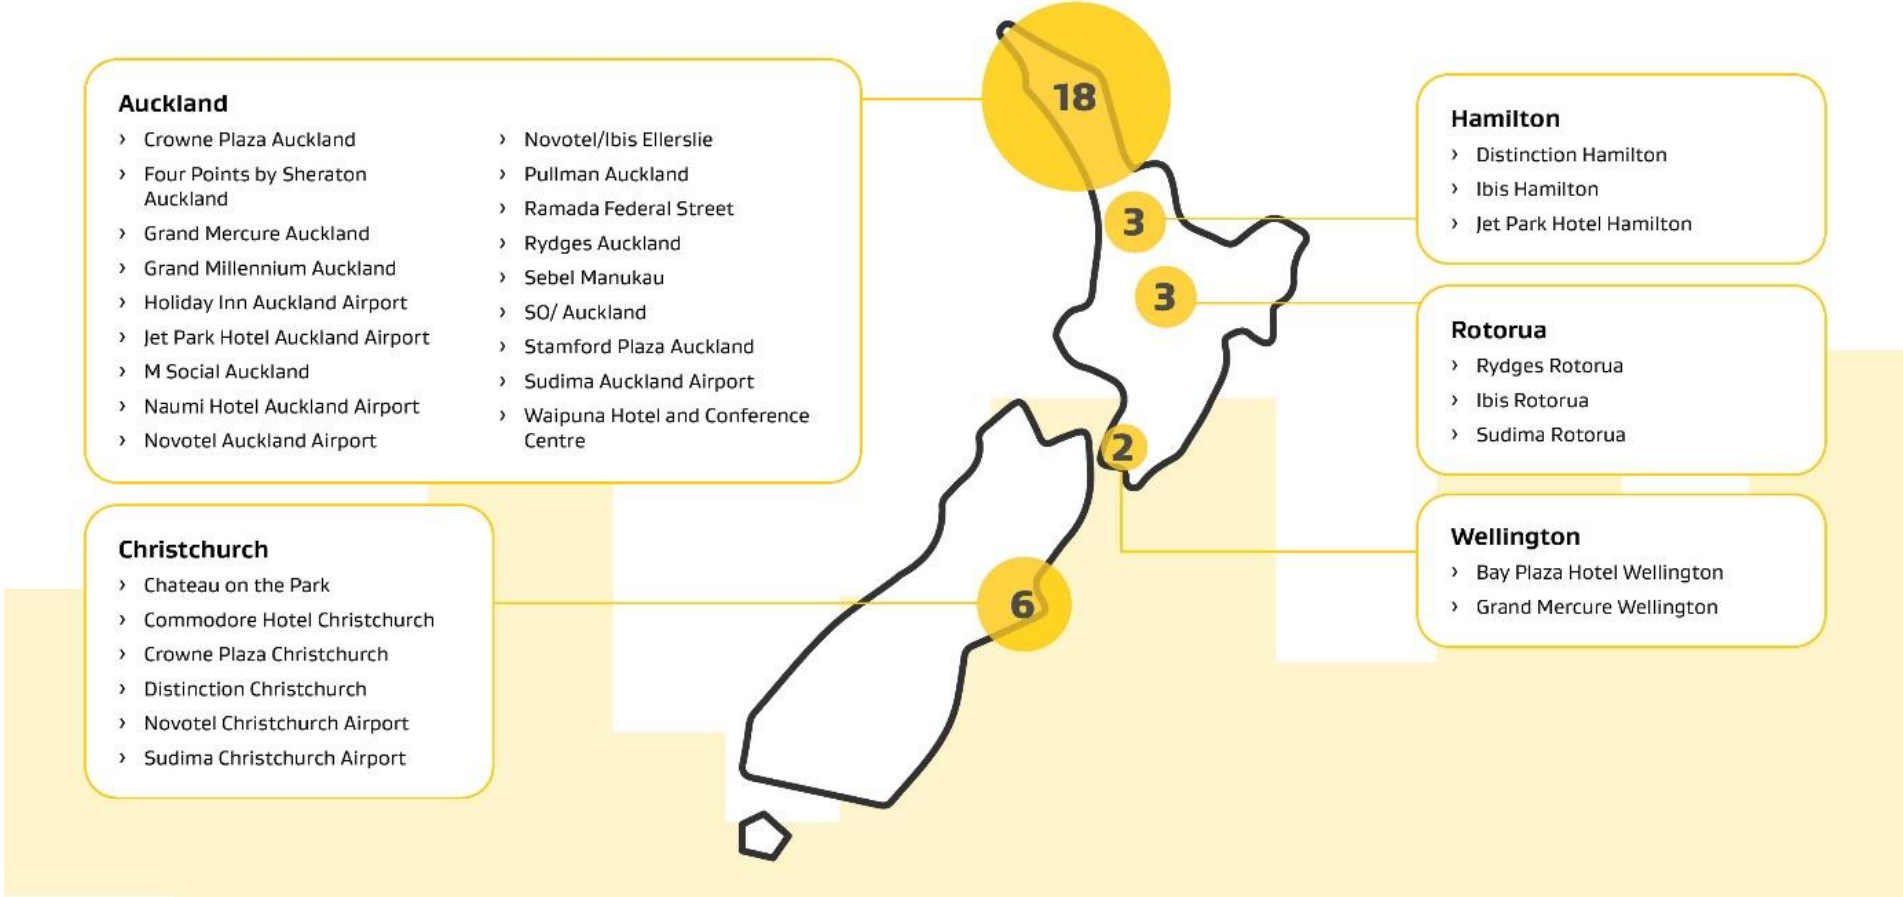 Auckland
› Crowne Plaza Auckland
› Four Points by Sheraton
Auckland
› Grand Mercure Auckland
› Grand Millennium Auckland
› Holiday Inn Auckland Airport
› Jet Park Hotel Auckland Airport
› M Social Auckland
› Naumi Hotel Auckland Airport
› Novotel Auckland Airport
› Novotel/Ibis Ellerslie
› Pullman Auckland
› Ramada Federal Street
› Rydges Auckland
› Sebel Manukau
› SO/ Auckland
› Stamford Plaza Auckland
› Sudima Auckland Airport
› Waipuna Hotel and Conference
Centre
18
3
3
2
6
Hamilton
› Distinction Hamilton
› Ibis Hamilton
› Jet Park Hotel Hamilton
Rotorua
› Rydges Rotorua
› Ibis Rotorua
› Sudima Rotorua
Wellington
› Bay Plaza Hotel Wellington
› Grand Mercure Wellington
Christchurch
› Chateau on the Park
› Commodore Hotel Christchurch
› Crowne Plaza Christchurch
› Distinction Christchurch
› Novotel Christchurch Airport
› Sudima Christchurch Airport